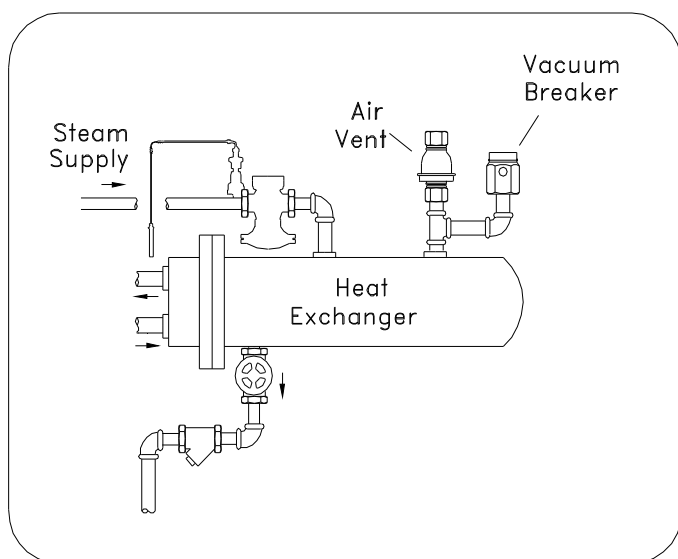 Steam
Supply
Air
Vent
Vacuum
Breaker
Heat
Exchanger